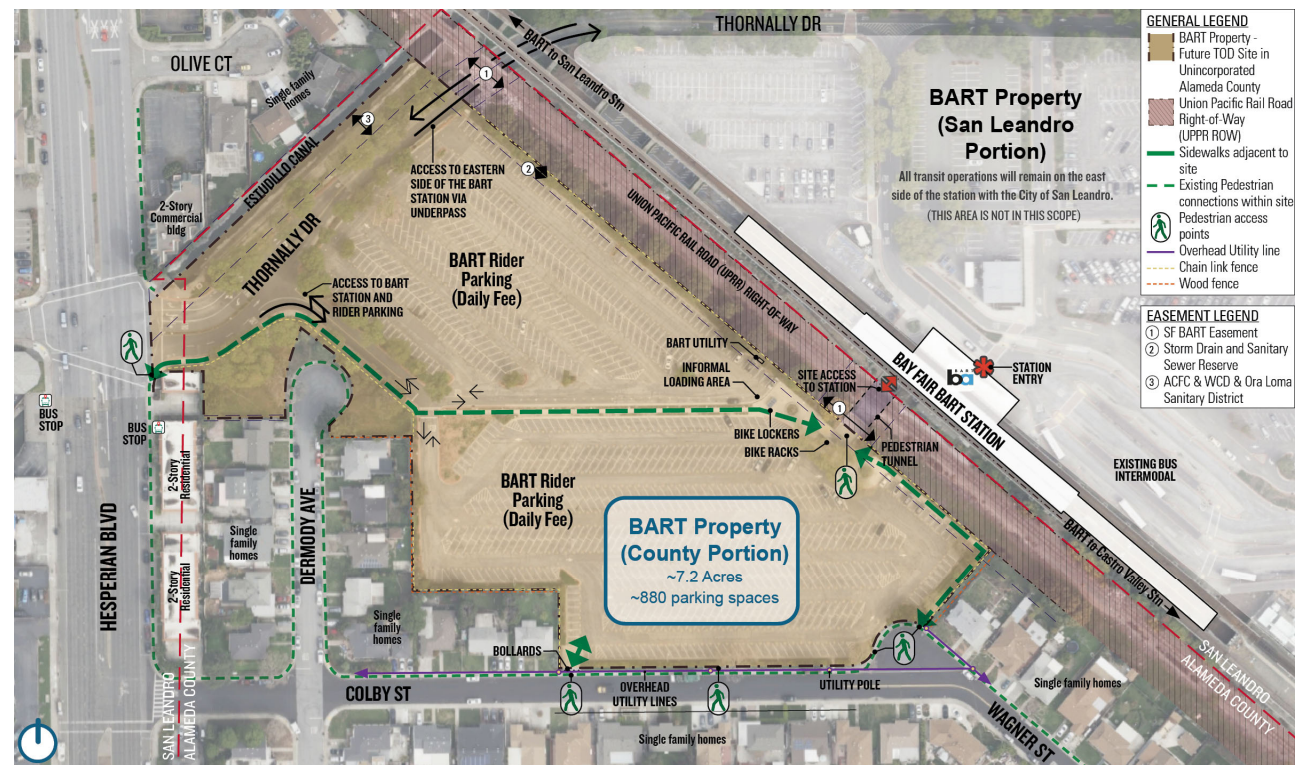 THORNALLY DR
OLIVE CT
BART to San Leandro Stn
Single family
homes
1
3
ESTUDILLO CANAL
2-Story
Commercial
bldg
THORNALLY DR
ACCESS TO EASTERN
SIDE OF THE BART
STATION VIA
UNDERPASS
2
BART Rider
Parking
(Daily Fee)
ACCESS TO BART
STATION AND
RIDER PARKING
UNION PACIFIC RAIL ROAD (UPRR) RIGHT-OF-WAY
BART Property
(San Leandro
Portion)
All transit operations will remain on the east
side of the station with the City of San Leandro.
(THIS AREA IS NOT IN THIS SCOPE)
BART UTILITY
INFORMAL
LOADING AREA
SITE ACCESS
TO STATION
1
BIKE LOCKERS
BIKE RACKS
PEDESTRIAN
TUNNEL
BAY FAIR BART STATION
BART
ba
STATION
ENTRY
EXISTING BUS
INTERMODAL
BART to Castro Valley Stn
BUS
STOP
BUS
STOP
2-Story
Residential
2-Story
Residential
HESPERIAN BLVD
Single
family
homes
DERMODY AVE
Single
family
homes
BART Rider
Parking
(Daily Fee)
BART Property
(County Portion)
~7.2 Acres
~880 parking spaces
BOLLARDS
COLBY ST
OVERHEAD
UTILITY LINES
UTILITY POLE
Single family homes
Single family homes
WAGNER ST
SAN LEANDRO
ALAMEDA COUNTY
SAN LEANDRO
ALAMEDA COUNTY
GENERAL LEGEND
BART Property -
Future TOD Site in
Unincorporated
Alameda County
Union Pacific Rail Road
Right-of-Way
(UPPR ROW)
Sidewalks adjacent to
site
Existing Pedestrian
connections within site
Pedestrian access
points
Overhead Utility line
Chain link fence
Wood fence
EASEMENT LEGEND
1 SF BART Easement
2 Storm Drain and Sanitary
Sewer Reserve
3 ACFC & WCD & Ora Loma
Sanitary District